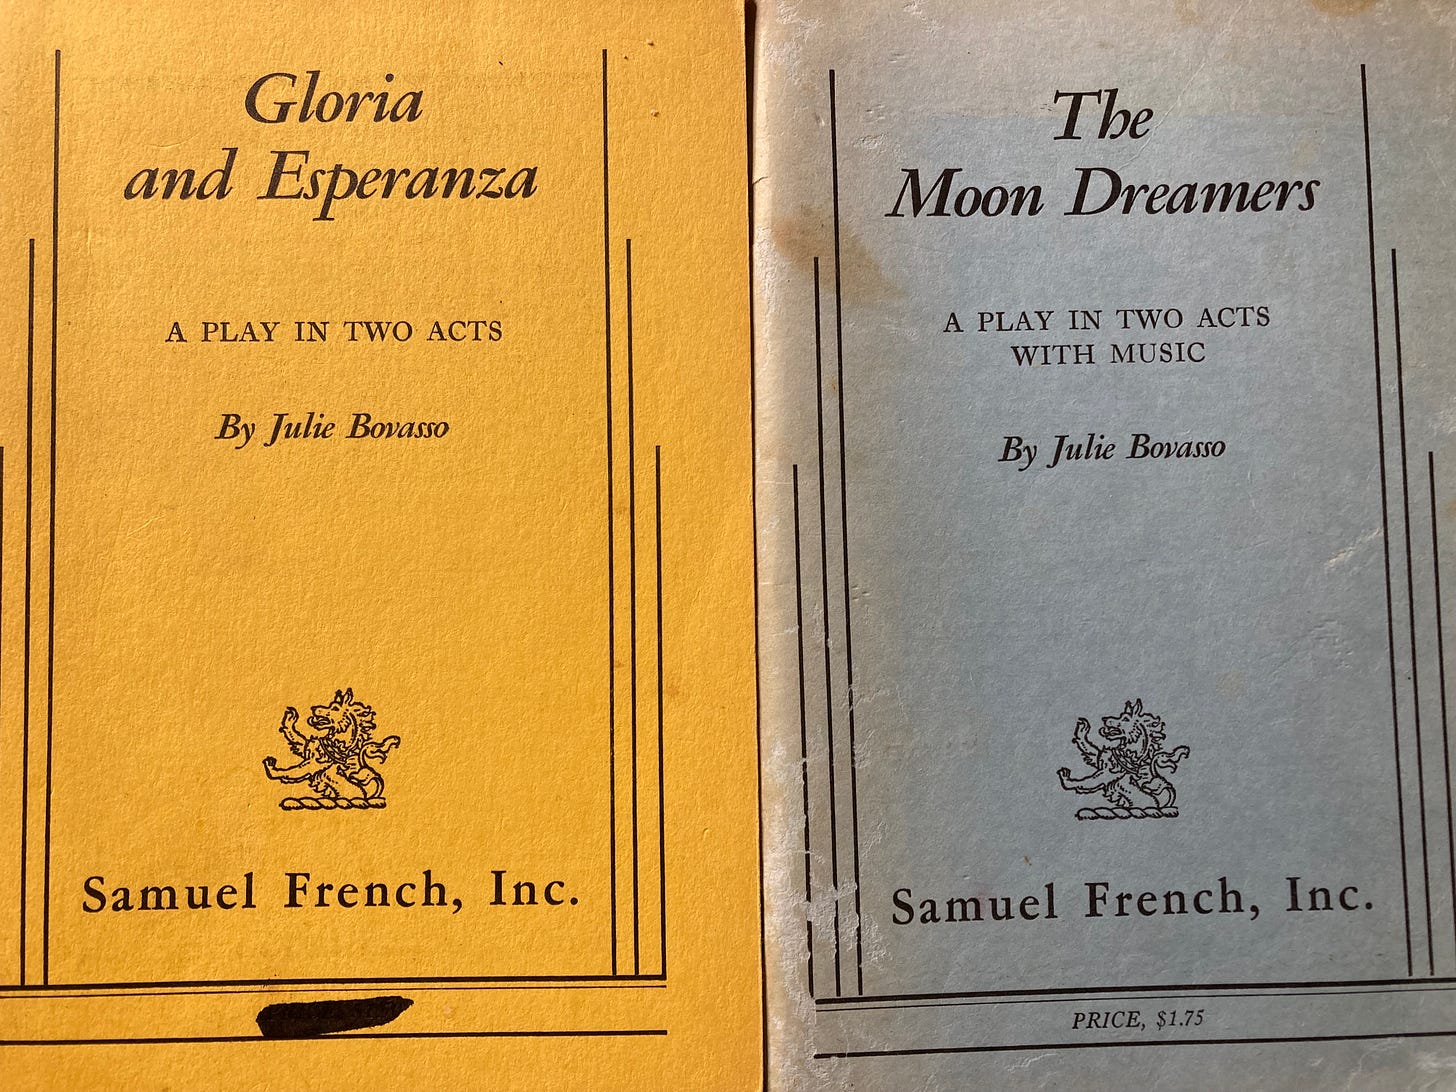 Gloria
and Esperanza
A PLAY IN TWO ACTS
By Julie Bovasso
Samuel French, Inc.
The
Moon Dreamers
A PLAY IN TWO ACTS
WITH MUSIC
By Julie Bovasso
Samuel French, Inc.
PRICE, $1.75